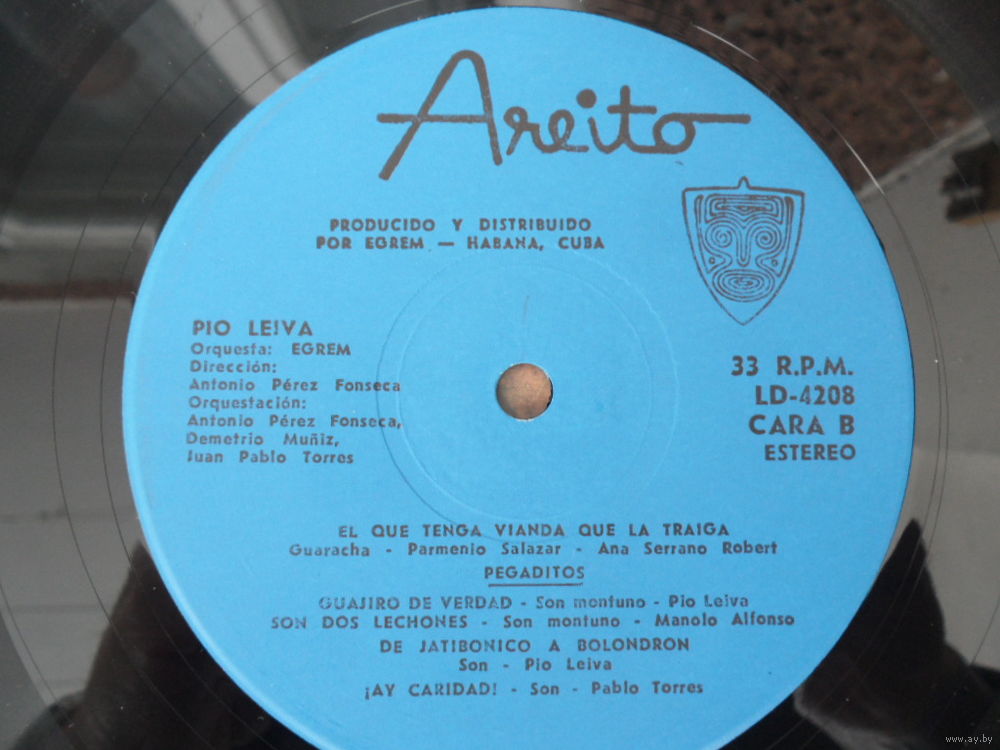 Areito
PRODUCIDO Y DISTRIBUIDO
POR EGREM — HABANA, CUBA
PIO LEIVA
Orquesta: EGREM
Dirección:
Antonio Pérez Fonseca
Orquestación:
Antonio Pérez Fonseca,
Demetrio Muñiz,
Juan Pablo Torres
33 R.P.M.
LD-4208
CARA B
ESTEREO
EL QUE TENGA VIANDA QUE LA TRAIGA
Guaracha - Parmenio Salazar - Ana Serrano Robert
PEGADITOS
GUAJIRO DE VERDAD - Son montuno - Pio Leiva
SON DOS LECHONES - Son montuno - Manolo Alfonso
DE JATIBONICO A BOLONDRON
Son - Pio Leiva
¡AY CARIDAD! - Son - Pablo Torres
www.ay.by